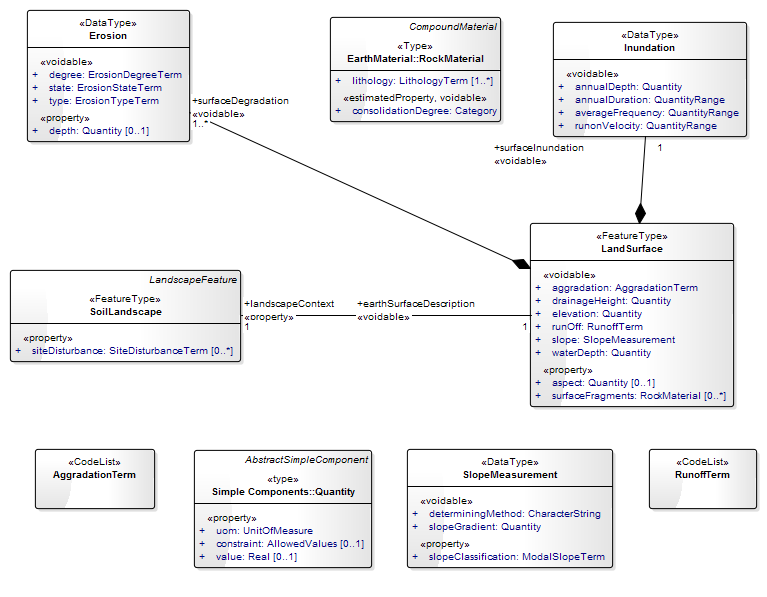 «DataType»
Erosion
«voidable»
+ degree: ErosionDegreeTerm
+ state: ErosionStateTerm
+ type: ErosionTypeTerm
«property»
+ depth: Quantity [0..1]
CompoundMaterial
«Type»
EarthMaterial::RockMaterial
+ lithology: LithologyTerm [1..*]
«estimatedProperty, voidable»
+ consolidationDegree: Category
«DataType»
Inundation
«voidable»
+ annualDepth: Quantity
+ annualDuration: QuantityRange
+ averageFrequency: QuantityRange
+ runonVelocity: QuantityRange
+surfaceDegradation
«voidable»
1..*
+surfaceInundation
«voidable»
1
«FeatureType»
LandSurface
«voidable»
+ aggradation: AggradationTerm
+ drainageHeight: Quantity
+ elevation: Quantity
+ runOff: RunoffTerm
+ slope: SlopeMeasurement
+ waterDepth: Quantity
«property»
+ aspect: Quantity [0..1]
+ surfaceFragments: RockMaterial [0..*]
LandscapeFeature
«FeatureType»
SoilLandscape
«property»
+ siteDisturbance: SiteDisturbanceTerm [0..*]
+landscapeContext
«property»
1
+earthSurfaceDescription
«voidable»
1
«CodeList»
AggradationTerm
AbstractSimpleComponent
«type»
Simple Components::Quantity
«property»
+ uom: UnitOfMeasure
+ constraint: AllowedValues [0..1]
+ value: Real [0..1]
«DataType»
SlopeMeasurement
«voidable»
+ determiningMethod: CharacterString
+ slopeGradient: Quantity
«property»
+ slopeClassification: ModalSlopeTerm
«CodeList»
RunoffTerm